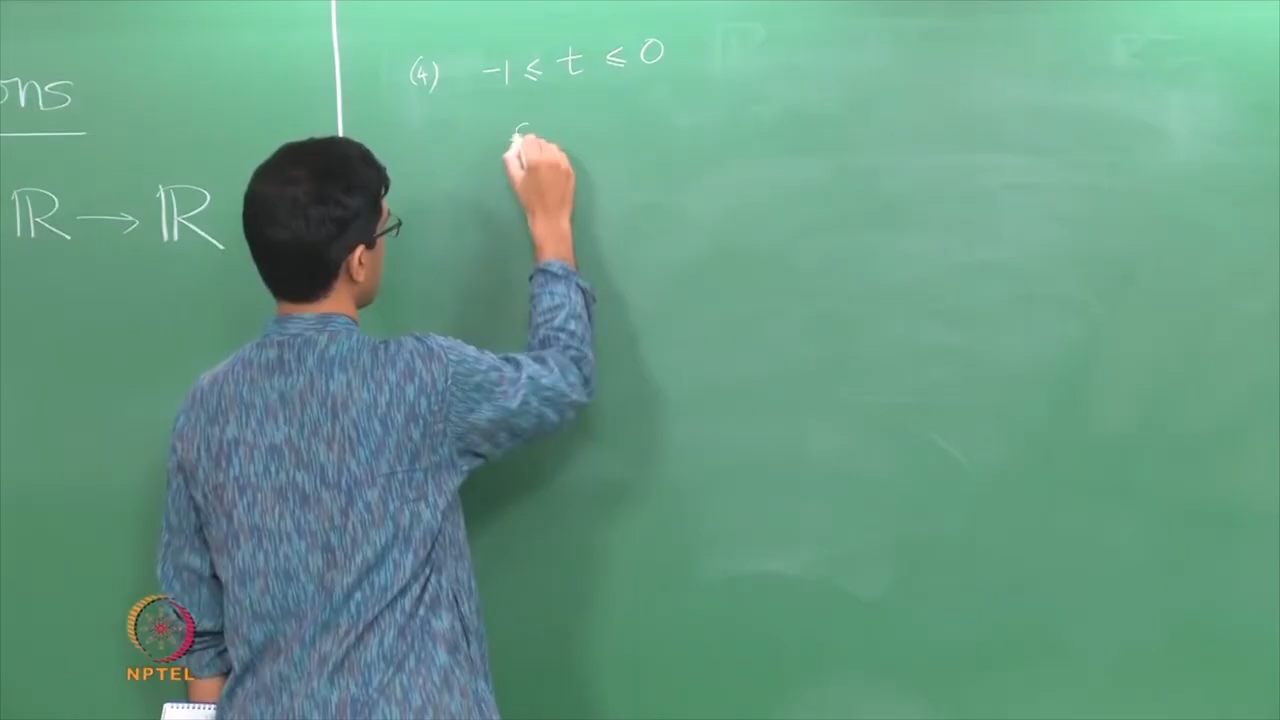 ons
ℝ → ℝ
(4) -1 ≤ t ≤ 0
NPTEL